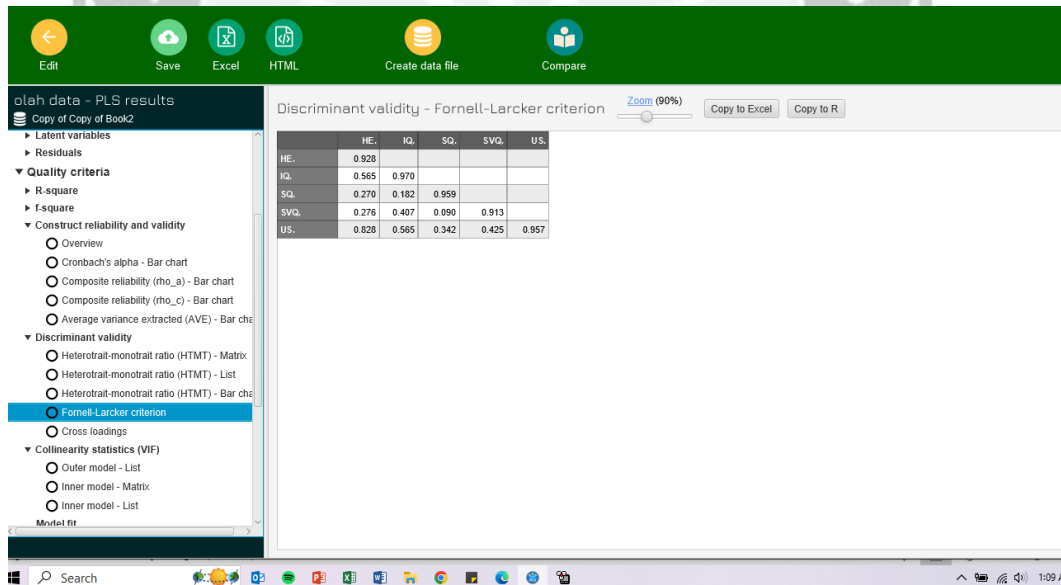 Edit Save Excel HTML Create data file Compare
olah data - PLS results
Copy of Copy of Book2
Latent variables
Residuals
Quality criteria
R-square
f-square
Construct reliability and validity
Overview
Cronbach's alpha - Bar chart
Composite reliability (rho_a) - Bar chart
Composite reliability (rho_c) - Bar chart
Average variance extracted (AVE) - Bar cha
Discriminant validity
Heterotrait-monotrait ratio (HTMT) - Matrix
Heterotrait-monotrait ratio (HTMT) - List
Heterotrait-monotrait ratio (HTMT) - Bar cha
Fornell-Larcker criterion
Cross loadings
Collinearity statistics (VIF)
Outer model - List
Inner model - Matrix
Inner model - List
Model fit
Discriminant validity - Fornell-Larcker criterion Zoom (90%) Copy to Excel Copy to R
HE. IQ. SQ. SVQ. US.
HE. 0.928
IQ. 0.565 0.970
SQ. 0.270 0.182 0.959
SVQ. 0.276 0.407 0.090 0.913
US. 0.828 0.565 0.342 0.425 0.957
Search
1:09